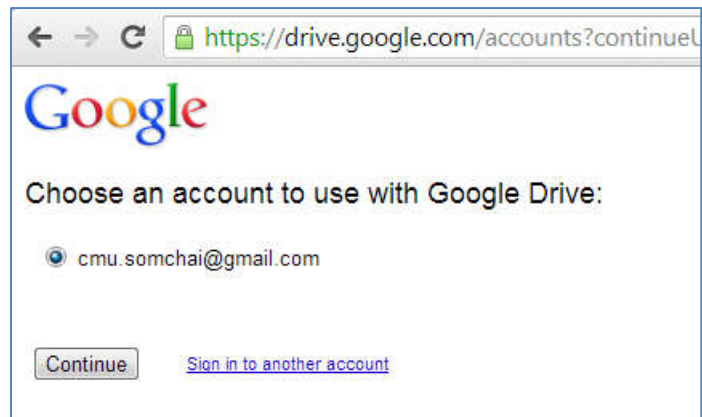 https://drive.google.com/accounts?continueU
Google
Choose an account to use with Google Drive:
cmu.somchai@gmail.com
Continue Sign in to another account